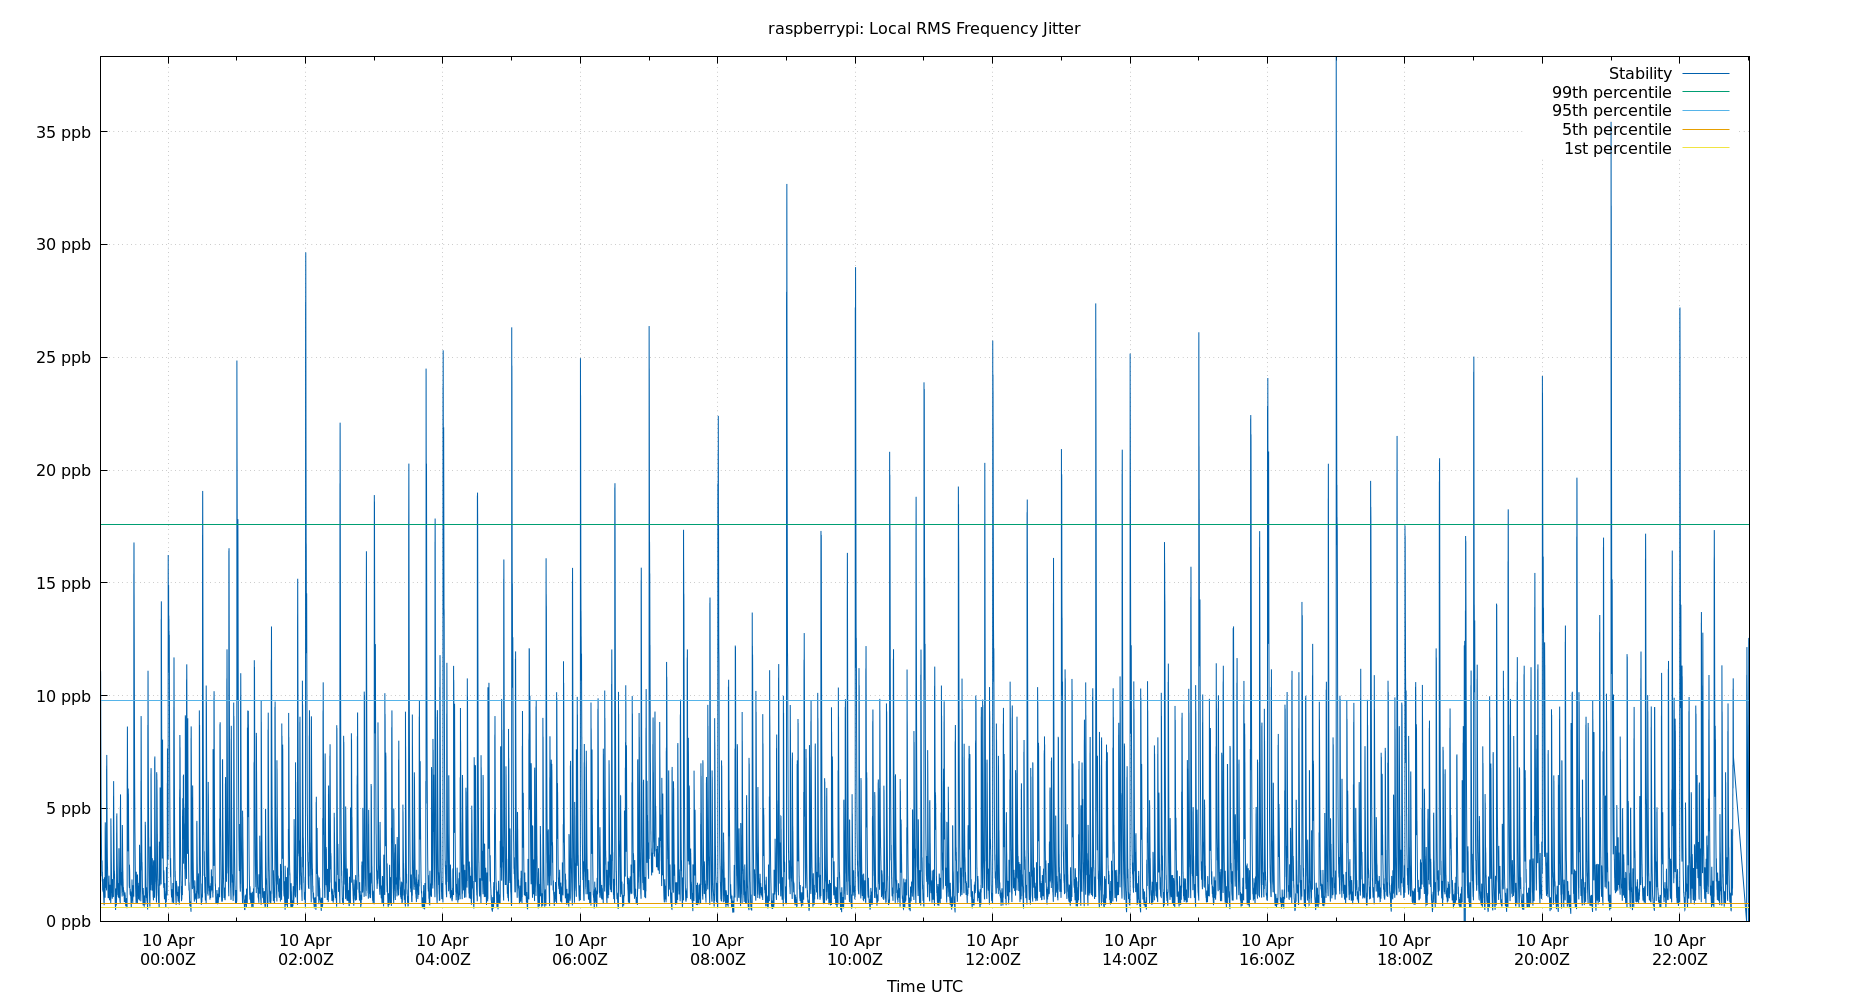 raspberrypi: Local RMS Frequency Jitter
Stability
99th percentile
95th percentile
5th percentile
1st percentile
35 ppb
30 ppb
25 ppb
20 ppb
15 ppb
10 ppb
5 ppb
0 ppb
10 Apr 10 Apr 10 Apr 10 Apr 10 Apr 10 Apr 10 Apr 10 Apr 10 Apr 10 Apr 10 Apr 10 Apr
00:00Z 02:00Z 04:00Z 06:00Z 08:00Z 10:00Z 12:00Z 14:00Z 16:00Z 18:00Z 20:00Z 22:00Z
Time UTC